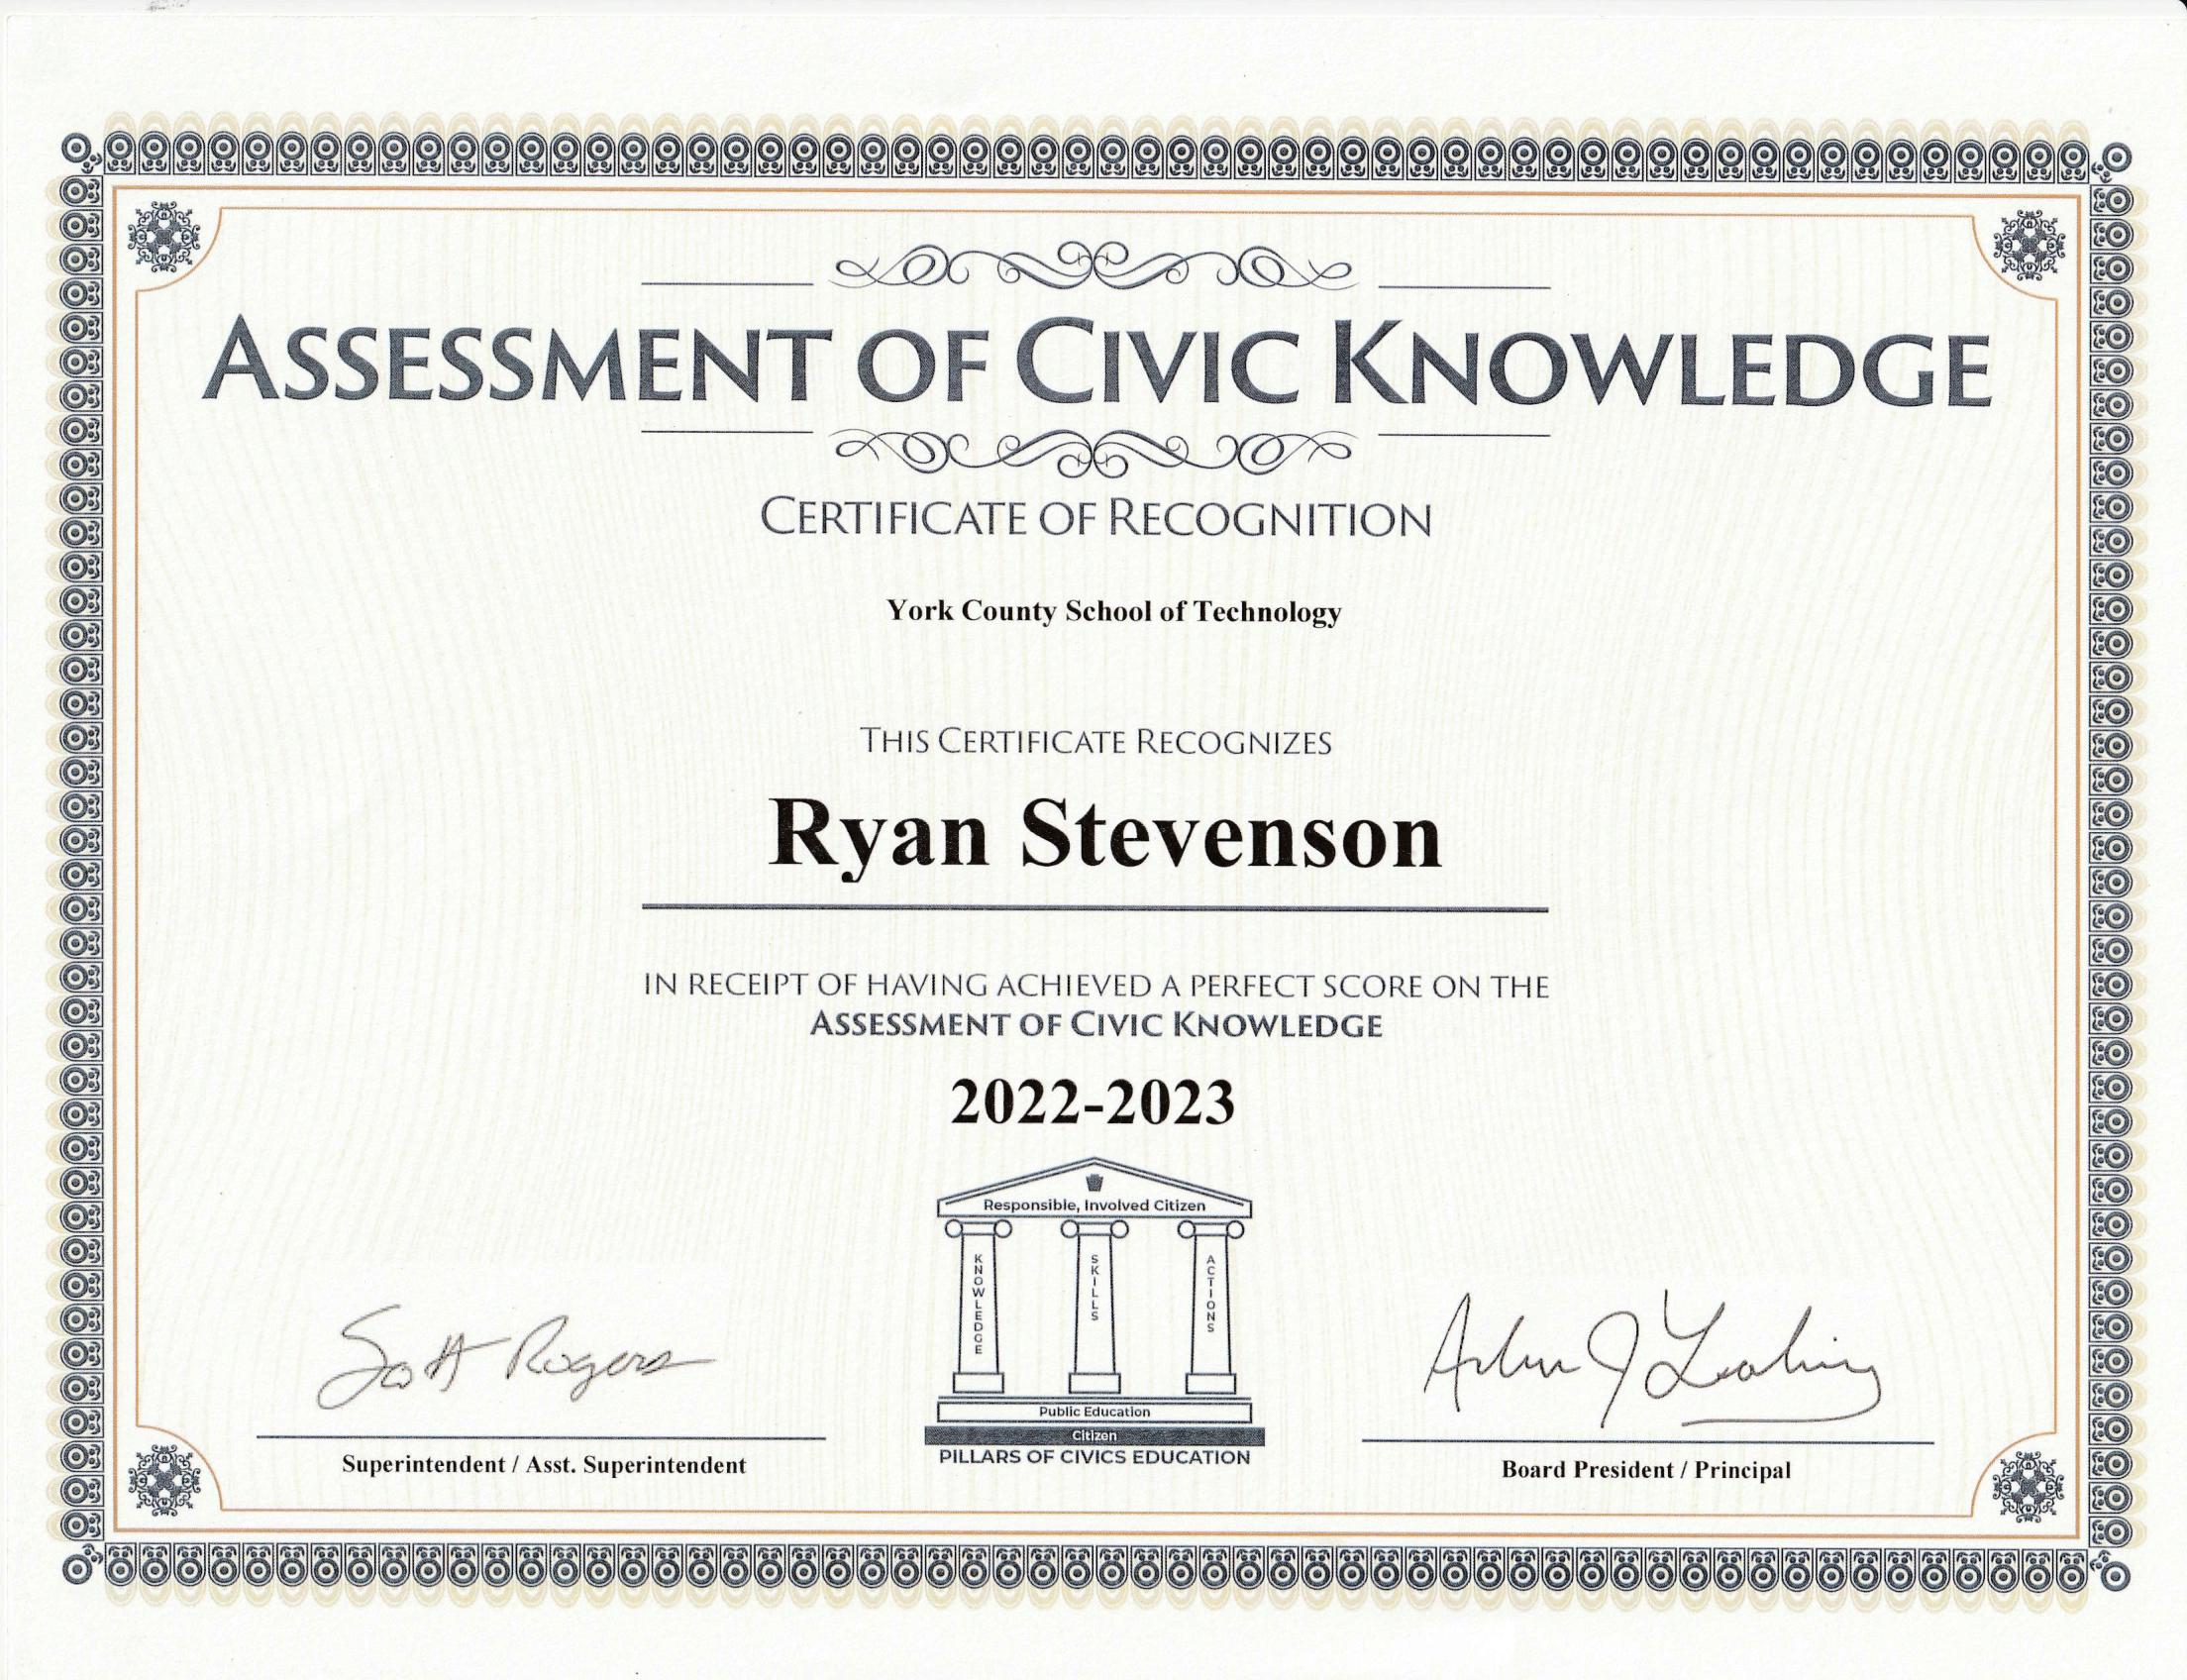 ASSESSMENT OF CIVIC KNOWLEDGE
CERTIFICATE OF RECOGNITION
York County School of Technology
THIS CERTIFICATE RECOGNIZES
Ryan Stevenson
IN RECEIPT OF HAVING ACHIEVED A PERFECT SCORE ON THE
ASSESSMENT OF CIVIC KNOWLEDGE
2022-2023
Responsible, Involved Citizen
KNOWLEDGE
SKILLS
ACTIONS
Public Education
Citizen
PILLARS OF CIVICS EDUCATION
Scott Rogers
Superintendent / Asst. Superintendent
Board President / Principal